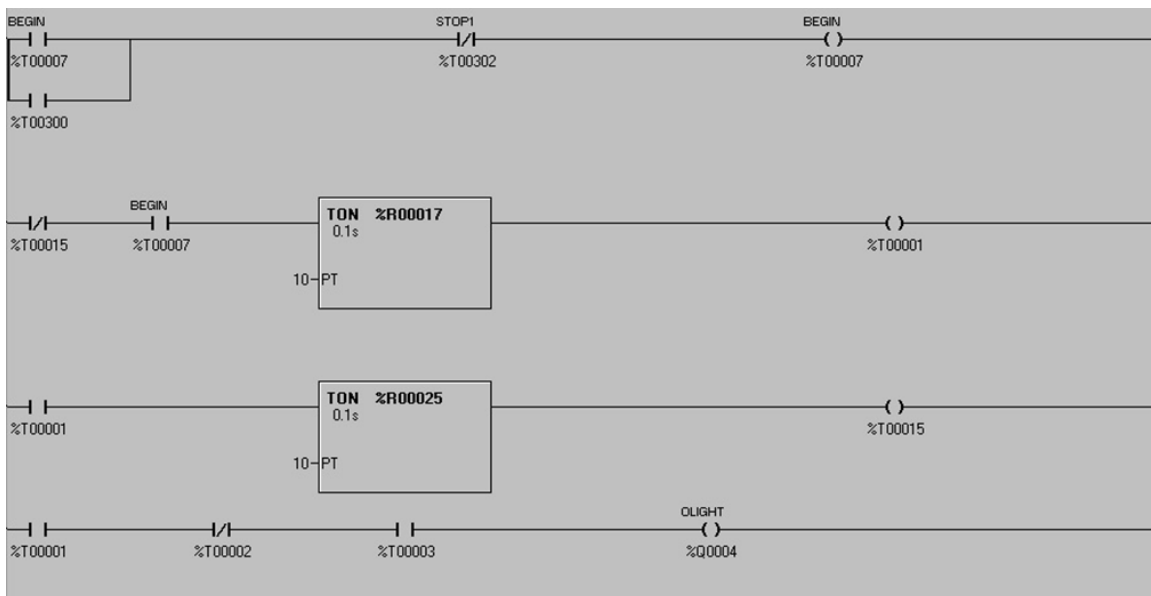 BEGIN STOP1 BEGIN
%T00007 %T00302 %T00007
%T00300
BEGIN
%T00015 %T00007 TON %R00017 %T00001
0.1s
10 PT
TON %R00025
0.1s
%T00001 %T00015
10 PT
OLIGHT
%T00001 %T00002 %T00003 %Q0004